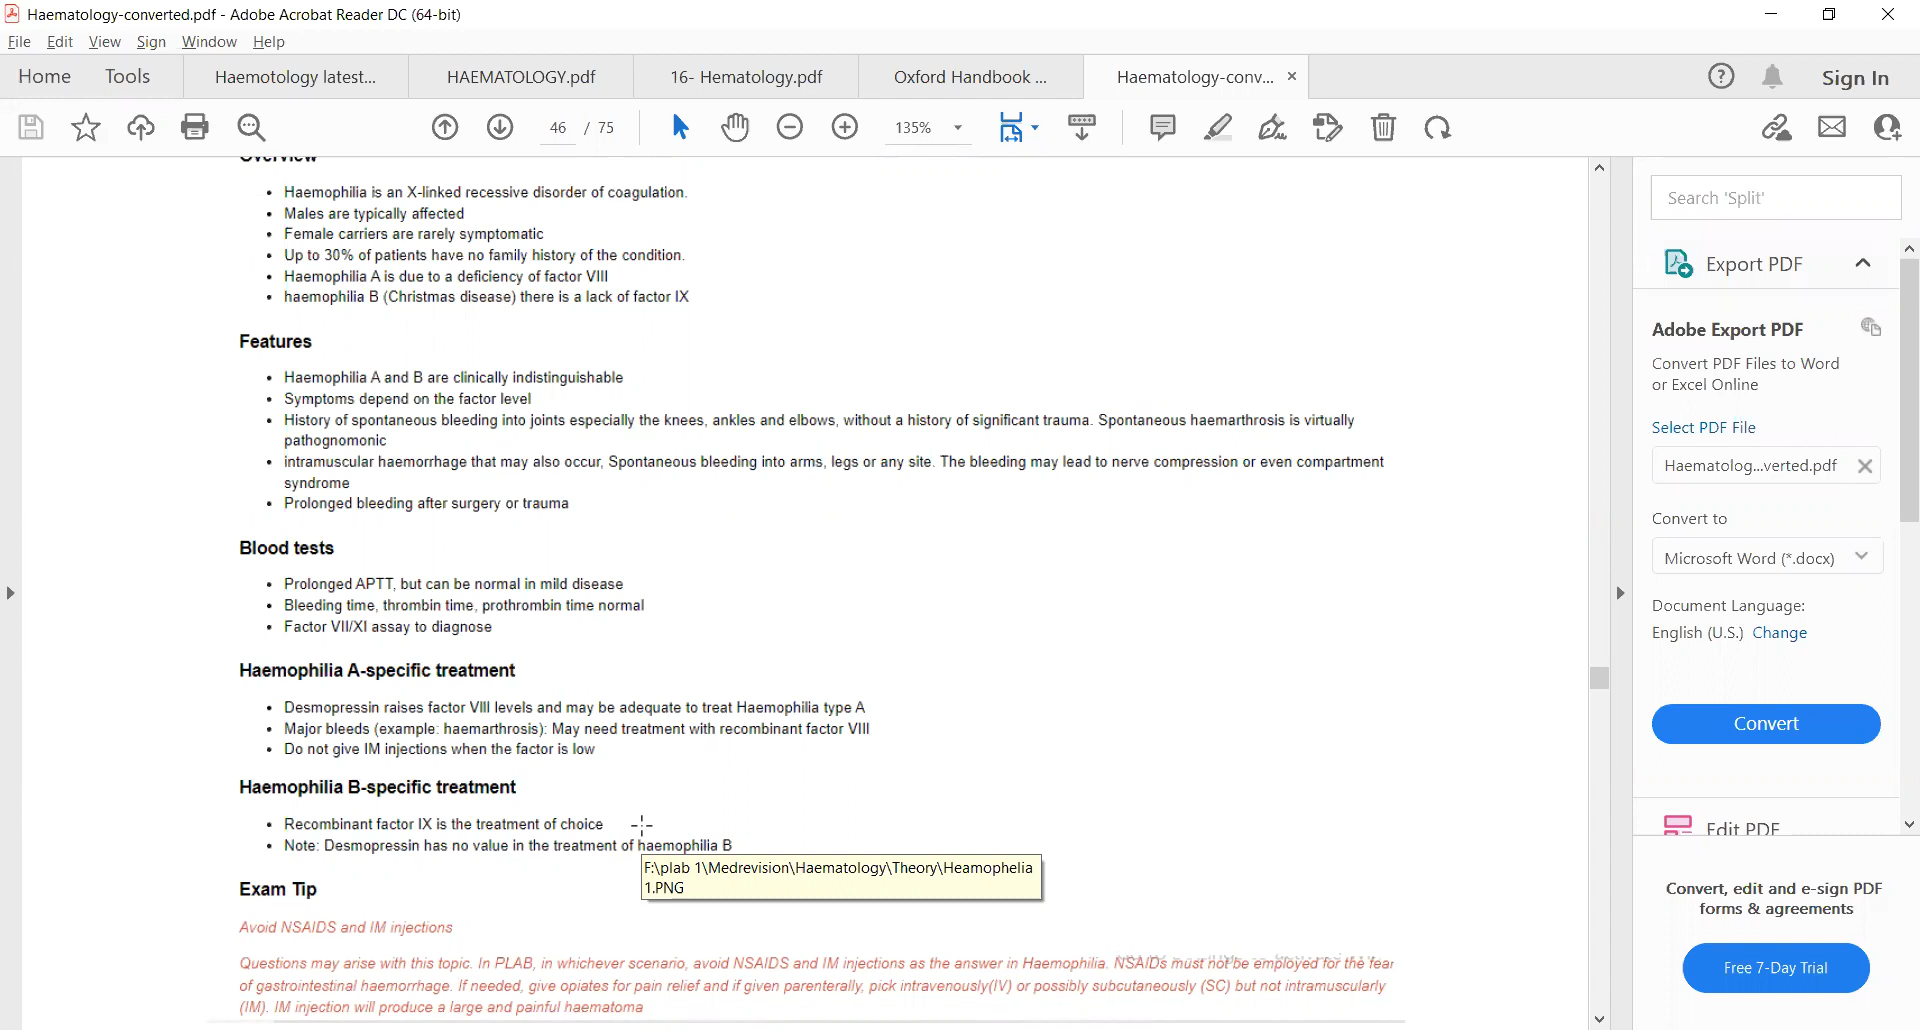 Haematology-converted.pdf - Adobe Acrobat Reader DC (64-bit)
File Edit View Sign Window Help
Home Tools Haemotology latest... HAEMATOLOGY.pdf 16- Hematology.pdf Oxford Handbook ... Haematology-conv... × Sign In
46 / 75 135%
Overview
• Haemophilia is an X-linked recessive disorder of coagulation.
• Males are typically affected
• Female carriers are rarely symptomatic
• Up to 30% of patients have no family history of the condition.
• Haemophilia A is due to a deficiency of factor VIII
• haemophilia B (Christmas disease) there is a lack of factor IX
Features
• Haemophilia A and B are clinically indistinguishable
• Symptoms depend on the factor level
• History of spontaneous bleeding into joints especially the knees, ankles and elbows, without a history of significant trauma. Spontaneous haemarthrosis is virtually
pathognomonic
• intramuscular haemorrhage that may also occur, Spontaneous bleeding into arms, legs or any site. The bleeding may lead to nerve compression or even compartment
syndrome
• Prolonged bleeding after surgery or trauma
Blood tests
• Prolonged APTT, but can be normal in mild disease
• Bleeding time, thrombin time, prothrombin time normal
• Factor VII/XI assay to diagnose
Haemophilia A-specific treatment
• Desmopressin raises factor VIII levels and may be adequate to treat Haemophilia type A
• Major bleeds (example: haemarthrosis): May need treatment with recombinant factor VIII
• Do not give IM injections when the factor is low
Haemophilia B-specific treatment
• Recombinant factor IX is the treatment of choice
• Note: Desmopressin has no value in the treatment of haemophilia B
F:\plab 1\Medrevision\Haematology\Theory\Heamophelia
1.PNG
Exam Tip
Avoid NSAIDS and IM injections
Questions may arise with this topic. In PLAB, in whichever scenario, avoid NSAIDS and IM injections as the answer in Haemophilia. NSAIDs must not be employed for the fear
of gastrointestinal haemorrhage. If needed, give opiates for pain relief and if given parenterally, pick intravenously(IV) or possibly subcutaneously (SC) but not intramuscularly
(IM). IM injection will produce a large and painful haematoma
Search 'Split'
Export PDF
Adobe Export PDF
Convert PDF Files to Word
or Excel Online
Select PDF File
Haematolog...verted.pdf
Convert to
Microsoft Word (*.docx)
Document Language:
English (U.S.) Change
Convert
Edit PDF
Convert, edit and e-sign PDF
forms & agreements
Free 7-Day Trial